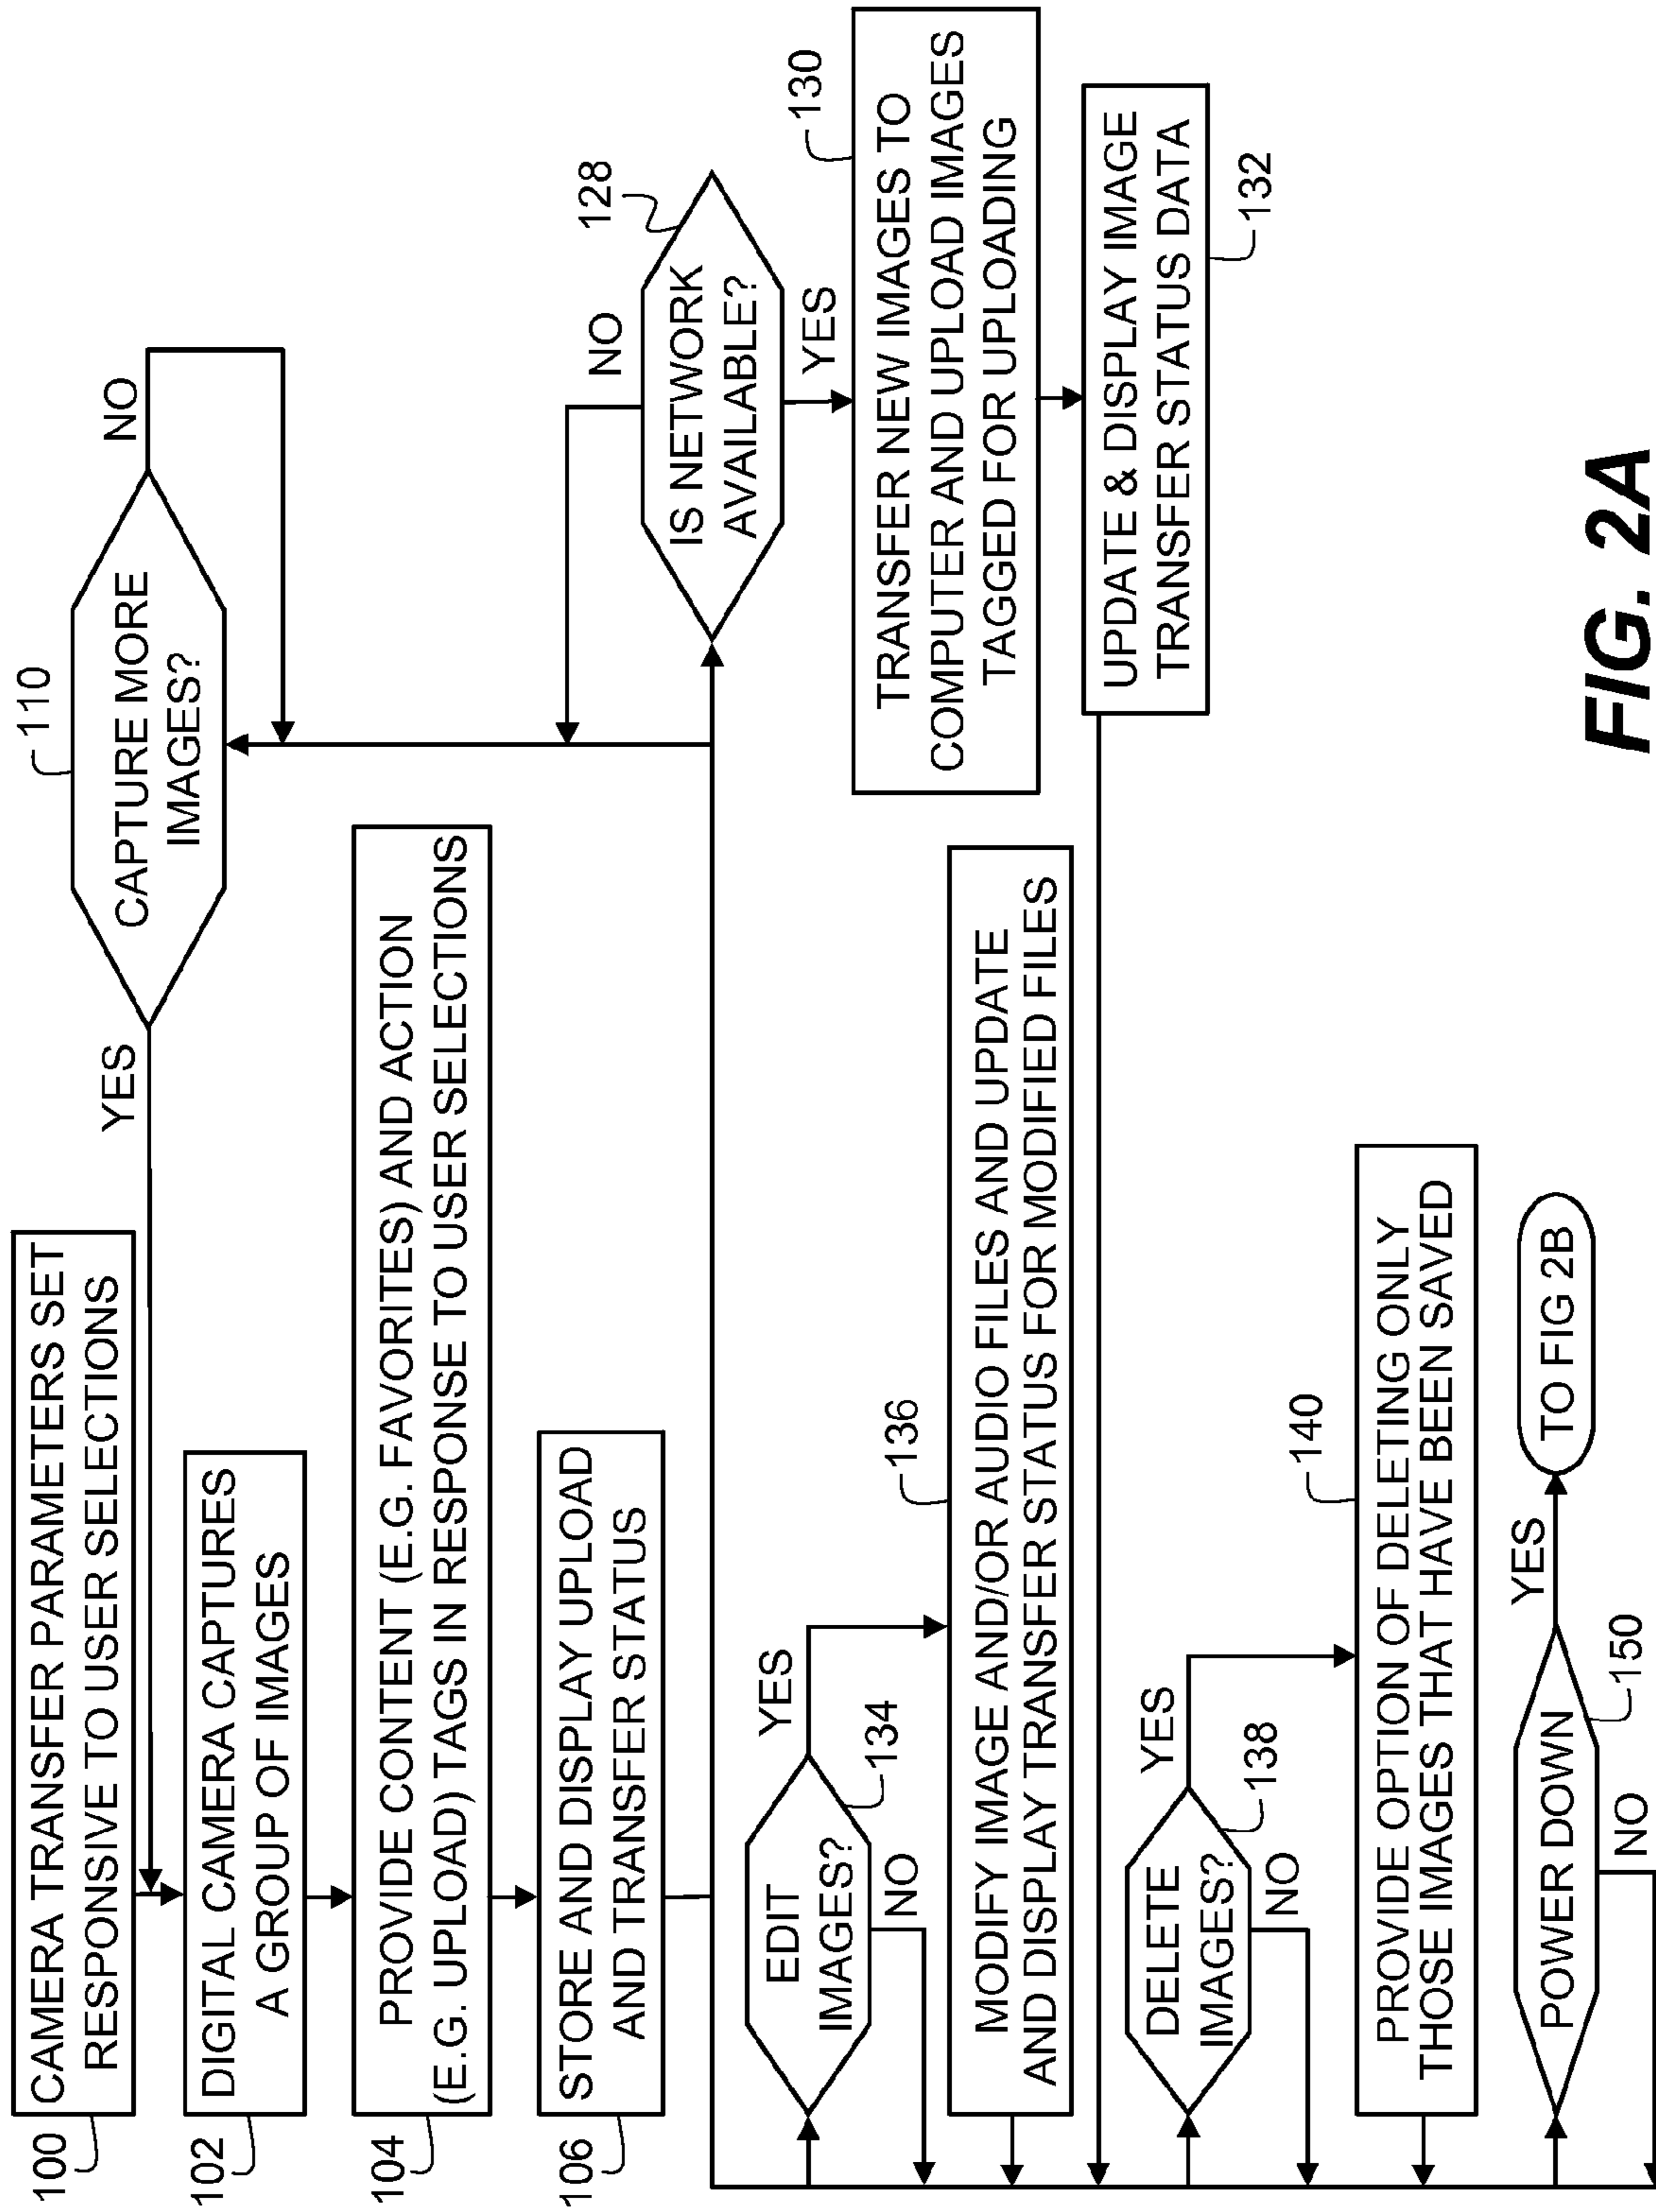 100
CAMERA TRANSFER PARAMETERS SET
RESPONSIVE TO USER SELECTIONS
102
DIGITAL CAMERA CAPTURES
A GROUP OF IMAGES
104
PROVIDE CONTENT (E.G. FAVORITES) AND ACTION
(E.G. UPLOAD) TAGS IN RESPONSE TO USER SELECTIONS
106
STORE AND DISPLAY UPLOAD
AND TRANSFER STATUS
110
CAPTURE MORE
IMAGES?
YES
NO
128
IS NETWORK
AVAILABLE?
NO
YES
130
TRANSFER NEW IMAGES TO
COMPUTER AND UPLOAD IMAGES
TAGGED FOR UPLOADING
UPDATE & DISPLAY IMAGE
TRANSFER STATUS DATA
132
EDIT
IMAGES?
134
YES
NO
136
MODIFY IMAGE AND/OR AUDIO FILES AND UPDATE
AND DISPLAY TRANSFER STATUS FOR MODIFIED FILES
DELETE
IMAGES?
138
YES
NO
140
PROVIDE OPTION OF DELETING ONLY
THOSE IMAGES THAT HAVE BEEN SAVED
POWER DOWN
150
YES
NO
TO FIG 2B
FIG. 2A